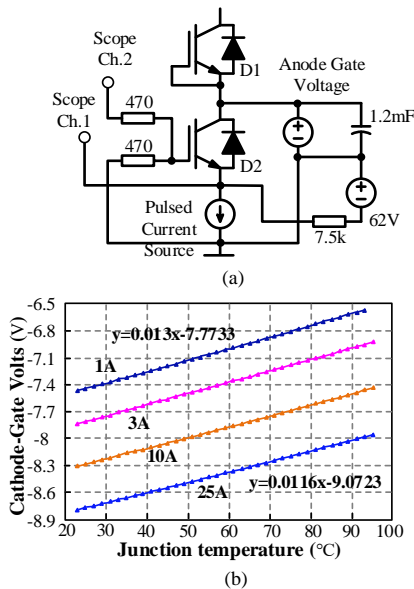 Scope
Ch.2
Scope
Ch.1
470
470
D1
D2
Anode Gate
Voltage
1.2mF
Pulsed
Current
Source
7.5k
62V
(a)
Cathode-Gate Volts (V)
-6.5
-6.8
-7.1
-7.4
-7.7
-8
-8.3
-8.6
-8.9
y=0.013x-7.7733
1A
3A
10A
25A
y=0.0116x-9.0723
20 30 40 50 60 70 80 90 100
Junction temperature (°C)
(b)